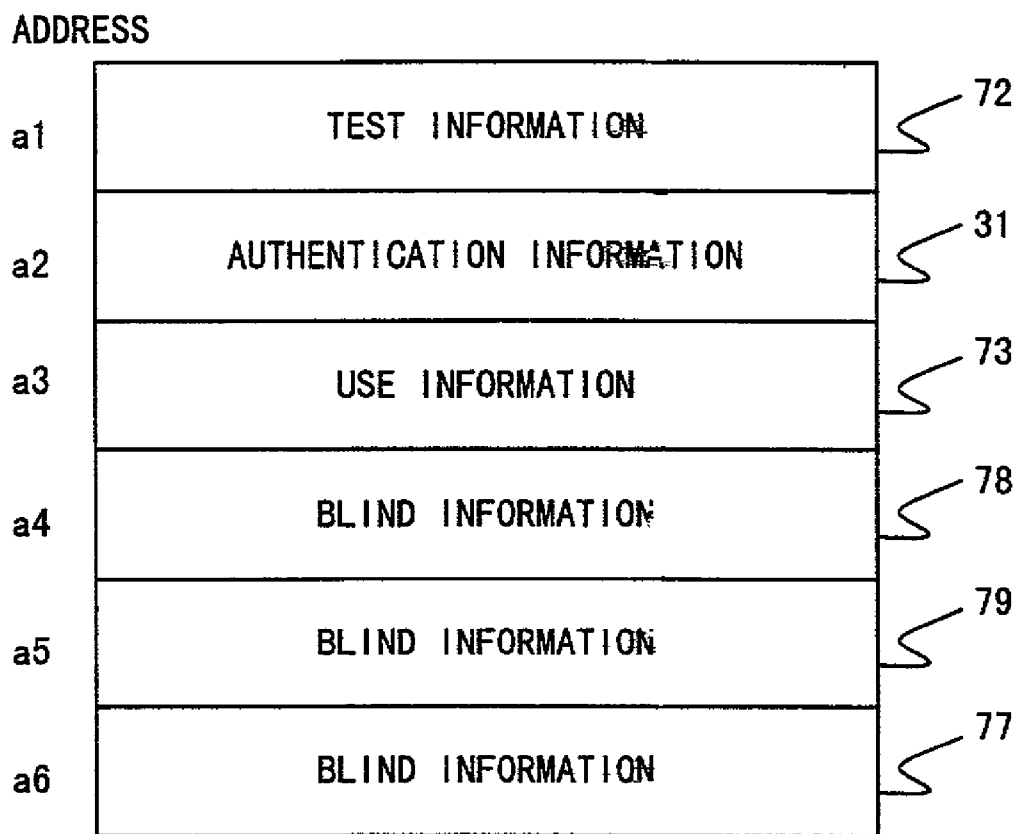 ADDRESS
a1 TEST INFORMATION 72
a2 AUTHENTICATION INFORMATION 31
a3 USE INFORMATION 73
a4 BLIND INFORMATION 78
a5 BLIND INFORMATION 79
a6 BLIND INFORMATION 77